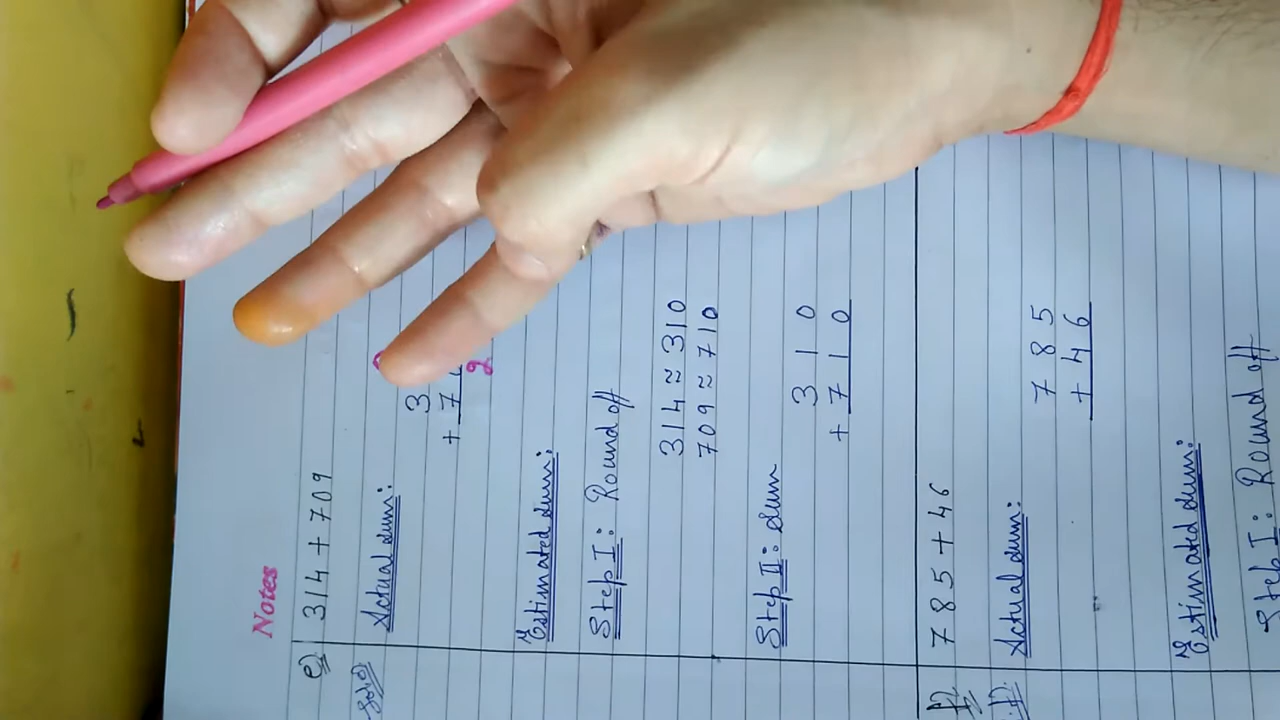 Notes
e) 314 + 709
Soln)
Actual sum:
3
+ 7
2
Estimated sum:
Step I: Round off
314 ≈ 310
709 ≈ 710
Step II: sum
3 1 0
+ 7 1 0
f) 785 + 46
Actual sum:
7 8 5
+ 4 6
Estimated sum:
Step I: Round off